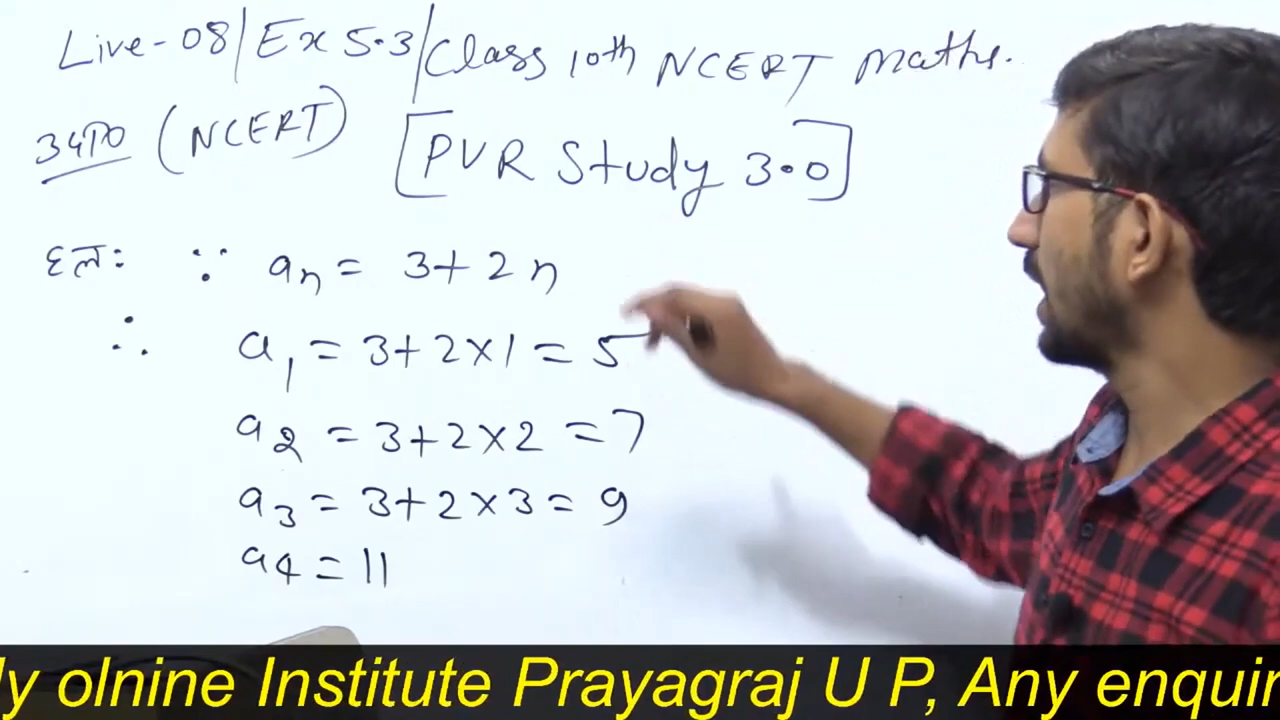 Live-08/Ex 5.3/Class 10th NCERT Maths.
उ0 (NCERT) [PVR Study 3.0]
हल: ∵ an = 3+2n
∴ a1 = 3+2×1 = 5
a2 = 3+2×2 = 7
a3 = 3+2×3 = 9
a4 = 11
ly olnine Institute Prayagraj U P, Any enquir